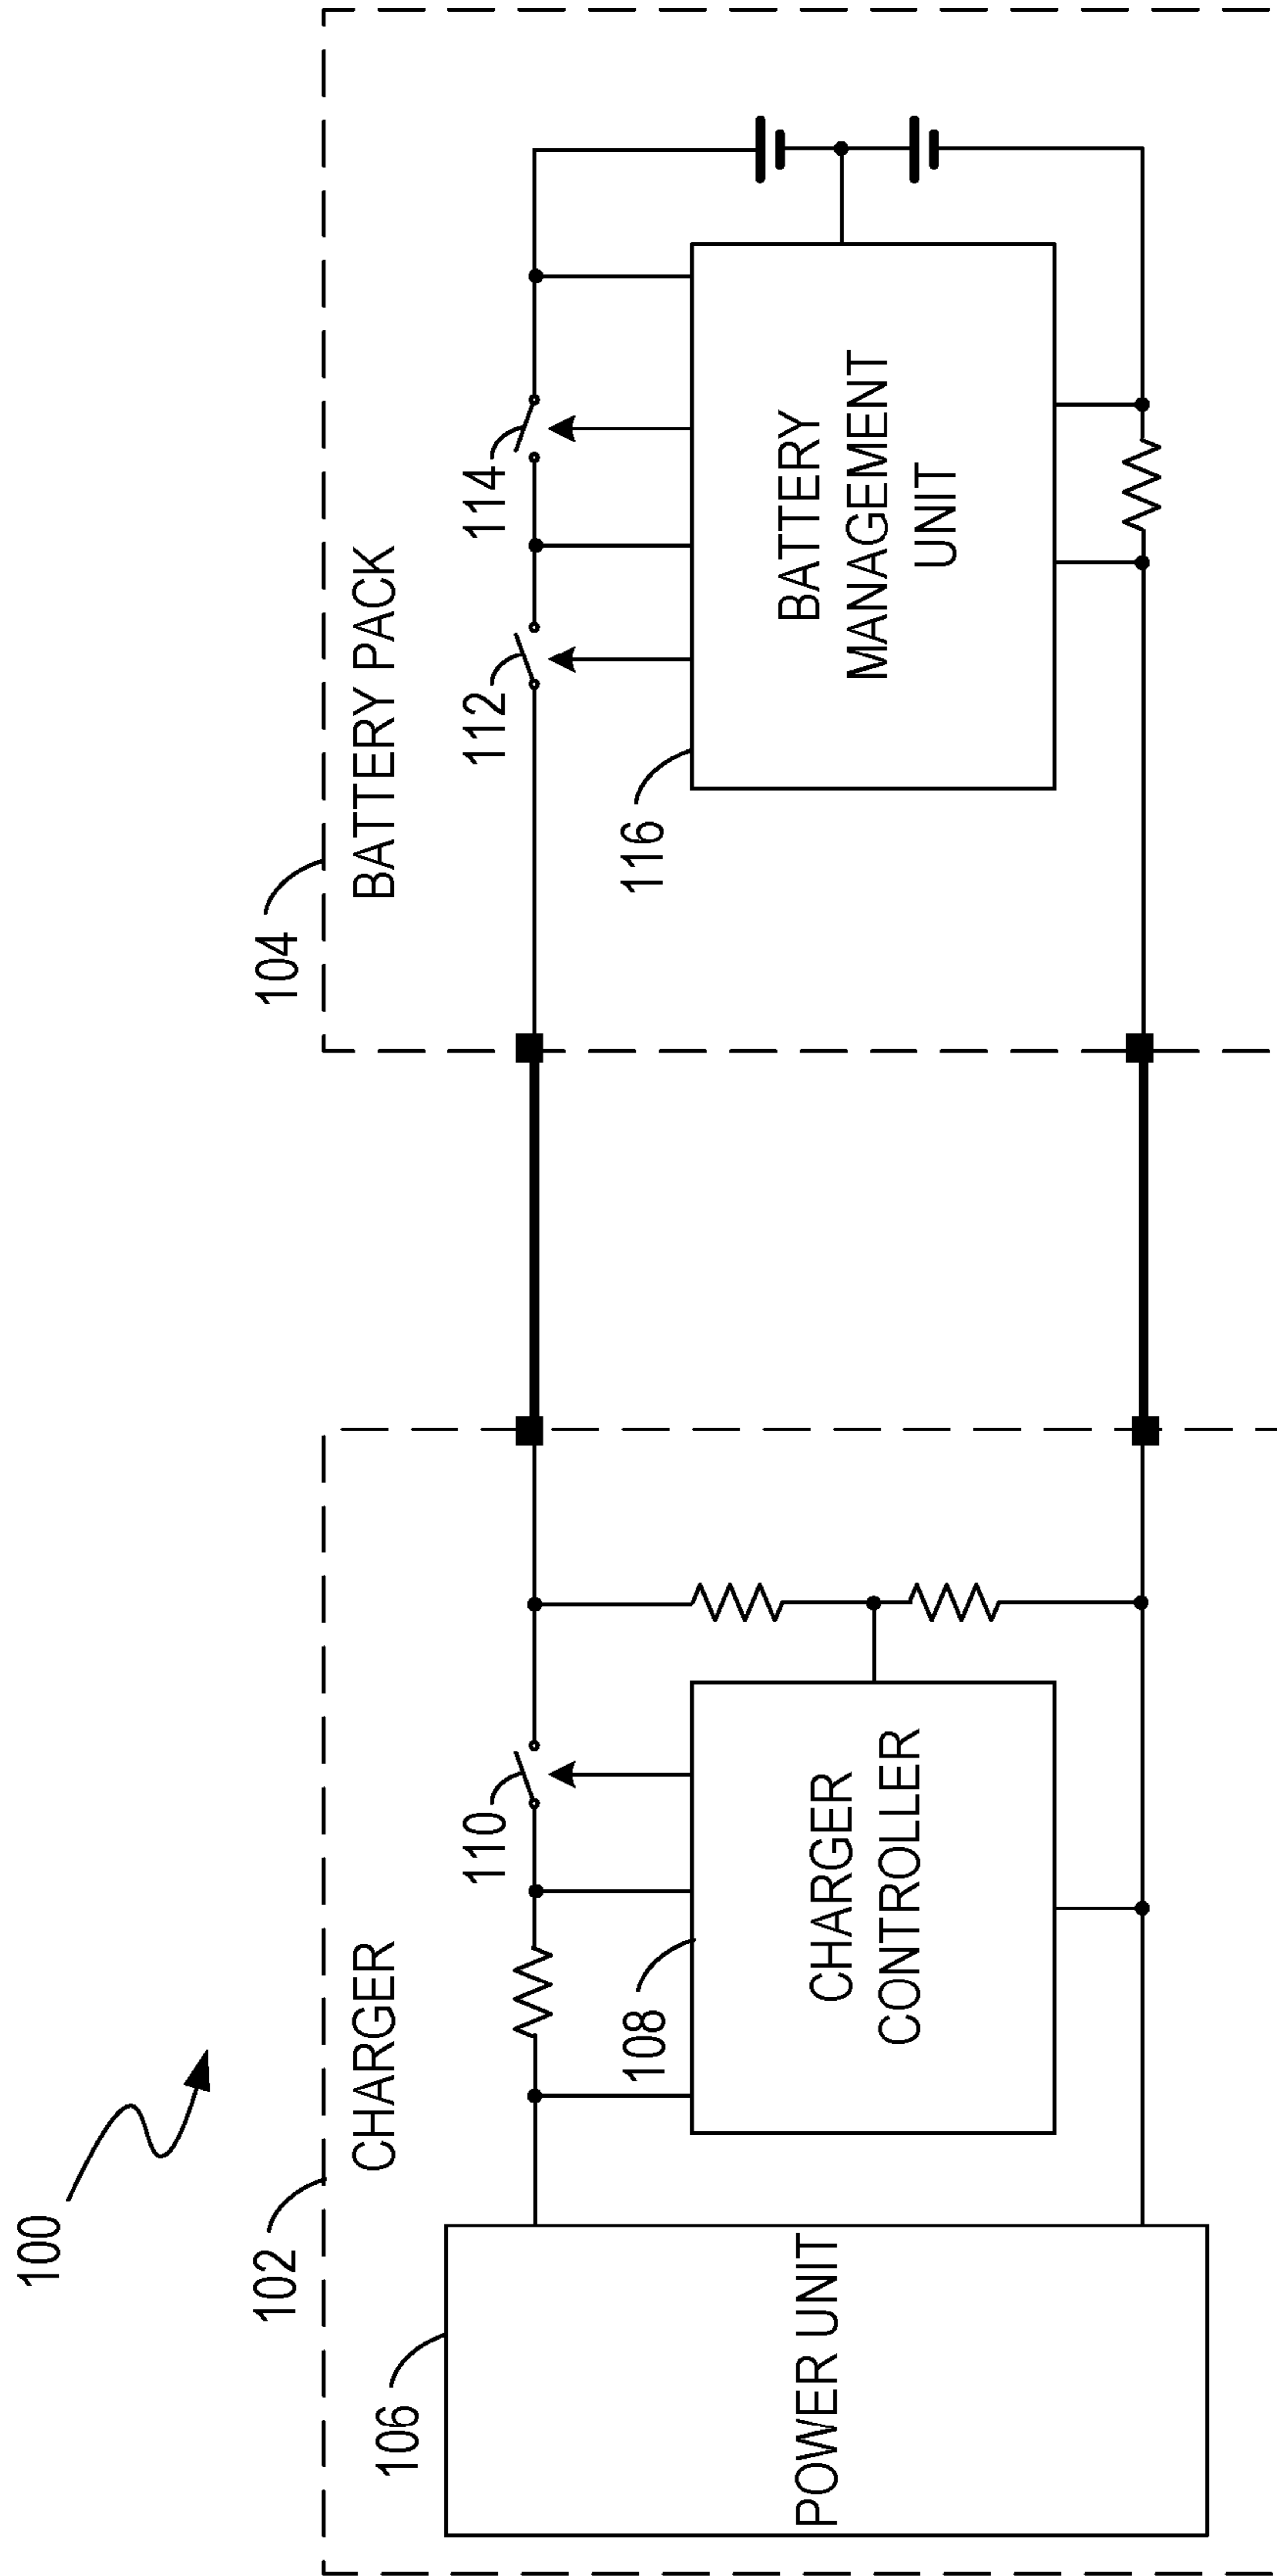 100
102
CHARGER
104
BATTERY PACK
106
POWER UNIT
108
CHARGER
CONTROLLER
110
112
114
116
BATTERY
MANAGEMENT
UNIT